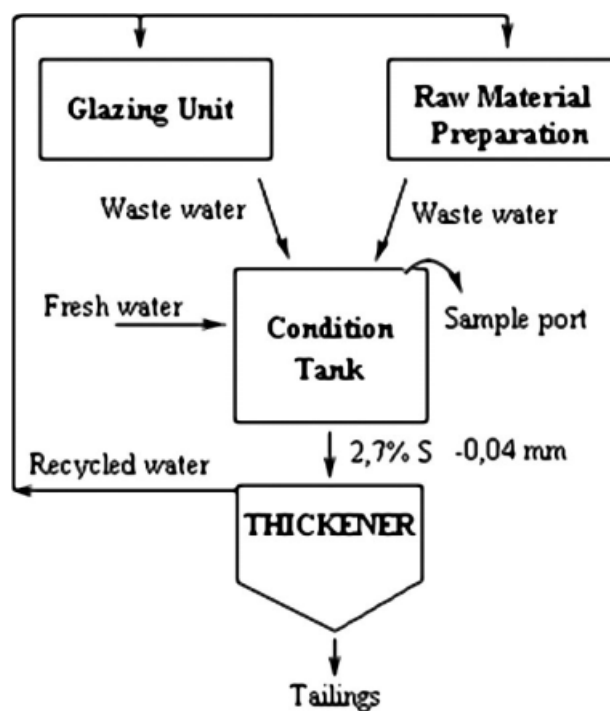 Glazing Unit
Raw Material
Preparation
Waste water
Waste water
Fresh water
Condition
Tank
Sample port
2,7% S -0,04 mm
Recycled water
THICKENER
Tailings